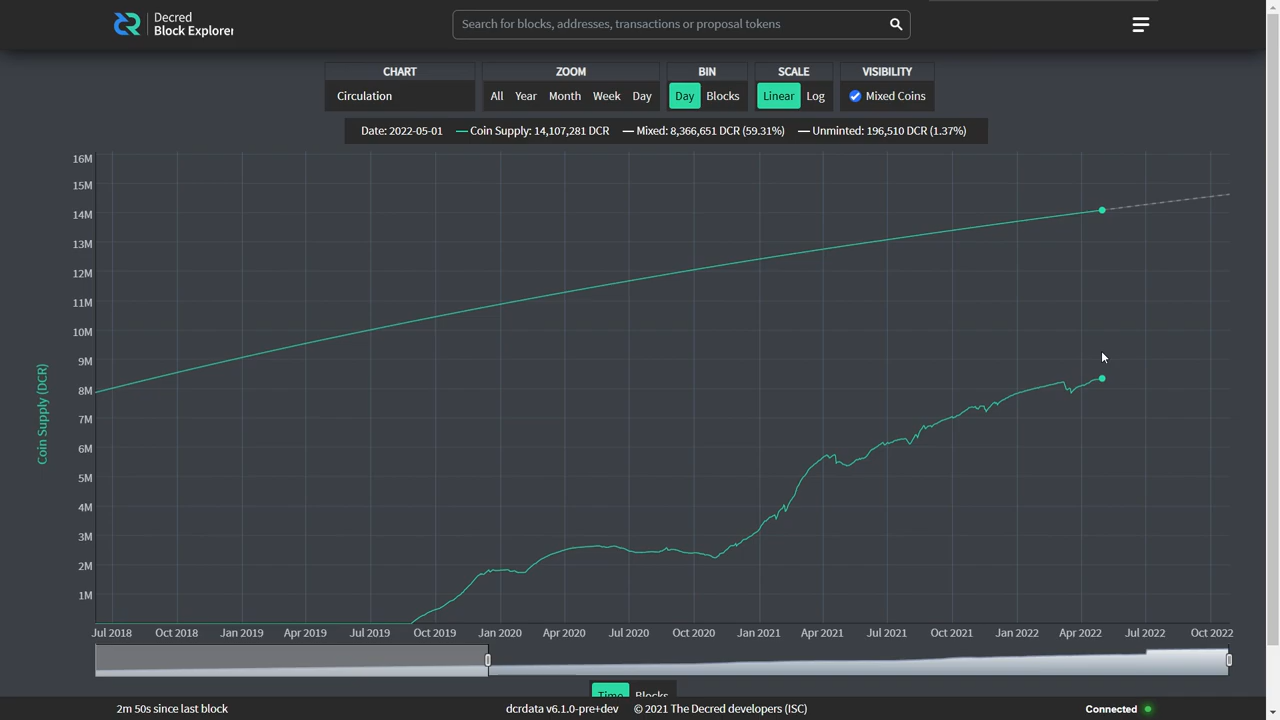 Decred
Block Explorer
Search for blocks, addresses, transactions or proposal tokens
CHART
ZOOM
BIN
SCALE
VISIBILITY
Circulation
All Year Month Week Day
Day Blocks
Linear Log
Mixed Coins
Date: 2022-05-01 Coin Supply: 14,107,281 DCR Mixed: 8,366,651 DCR (59.31%) Unminted: 196,510 DCR (1.37%)
16M
15M
14M
13M
12M
11M
10M
9M
8M
7M
6M
5M
4M
3M
2M
1M
Coin Supply (DCR)
Jul 2018 Oct 2018 Jan 2019 Apr 2019 Jul 2019 Oct 2019 Jan 2020 Apr 2020 Jul 2020 Oct 2020 Jan 2021 Apr 2021 Jul 2021 Oct 2021 Jan 2022 Apr 2022 Jul 2022 Oct 2022
Time Blocks
2m 50s since last block
dcrdata v6.1.0-pre+dev © 2021 The Decred developers (ISC)
Connected